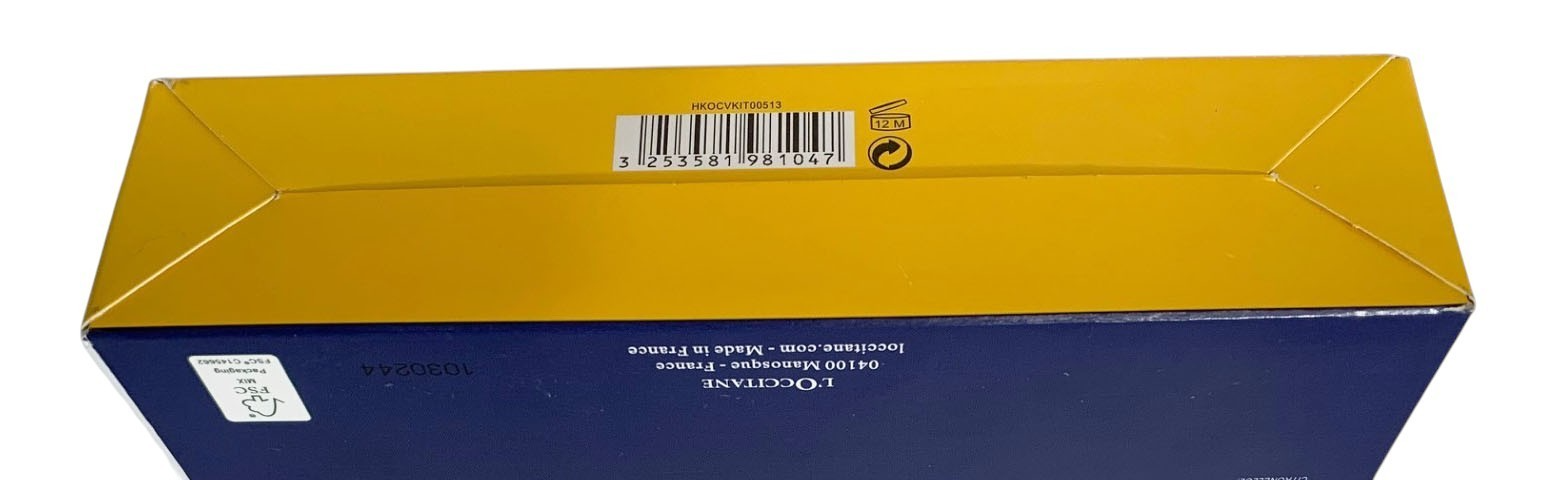 HKOCVKIT00513
3 253581 981047
12 M
L'OCCITANE
04100 Manosque - France
loccitane.com - Made in France
1030244
FSC
MIX
Packaging
FSC® C145662